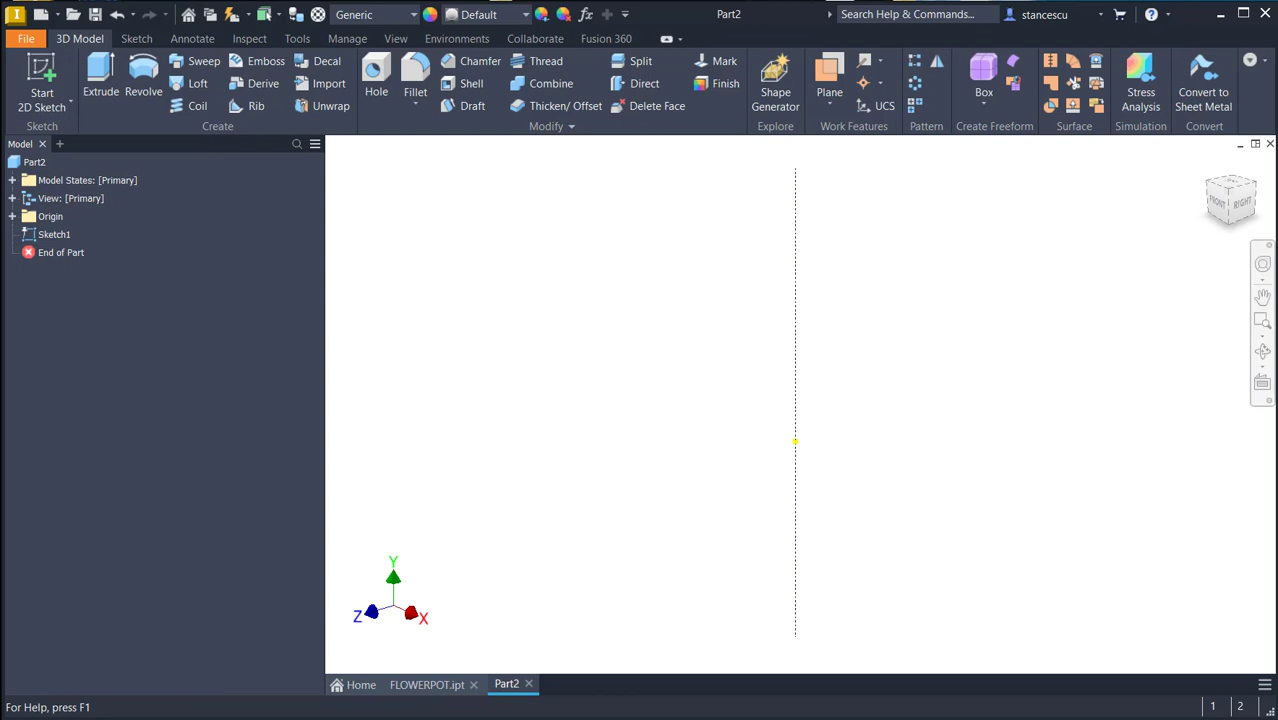 Generic
Default
Part2
Search Help & Commands...
stancescu
File
3D Model
Sketch
Annotate
Inspect
Tools
Manage
View
Environments
Collaborate
Fusion 360
Start
2D Sketch
Sketch
Extrude
Revolve
Sweep
Loft
Coil
Emboss
Derive
Rib
Decal
Import
Unwrap
Create
Hole
Fillet
Chamfer
Shell
Draft
Thread
Combine
Thicken/ Offset
Split
Direct
Delete Face
Mark
Finish
Modify
Shape
Generator
Explore
Plane
UCS
Work Features
Pattern
Box
Create Freeform
Surface
Stress
Analysis
Simulation
Convert to
Sheet Metal
Convert
Model
Part2
Model States: [Primary]
View: [Primary]
Origin
Sketch1
End of Part
FRONT
RIGHT
Y
Z
X
Home
FLOWERPOT.ipt
Part2
For Help, press F1
1
2